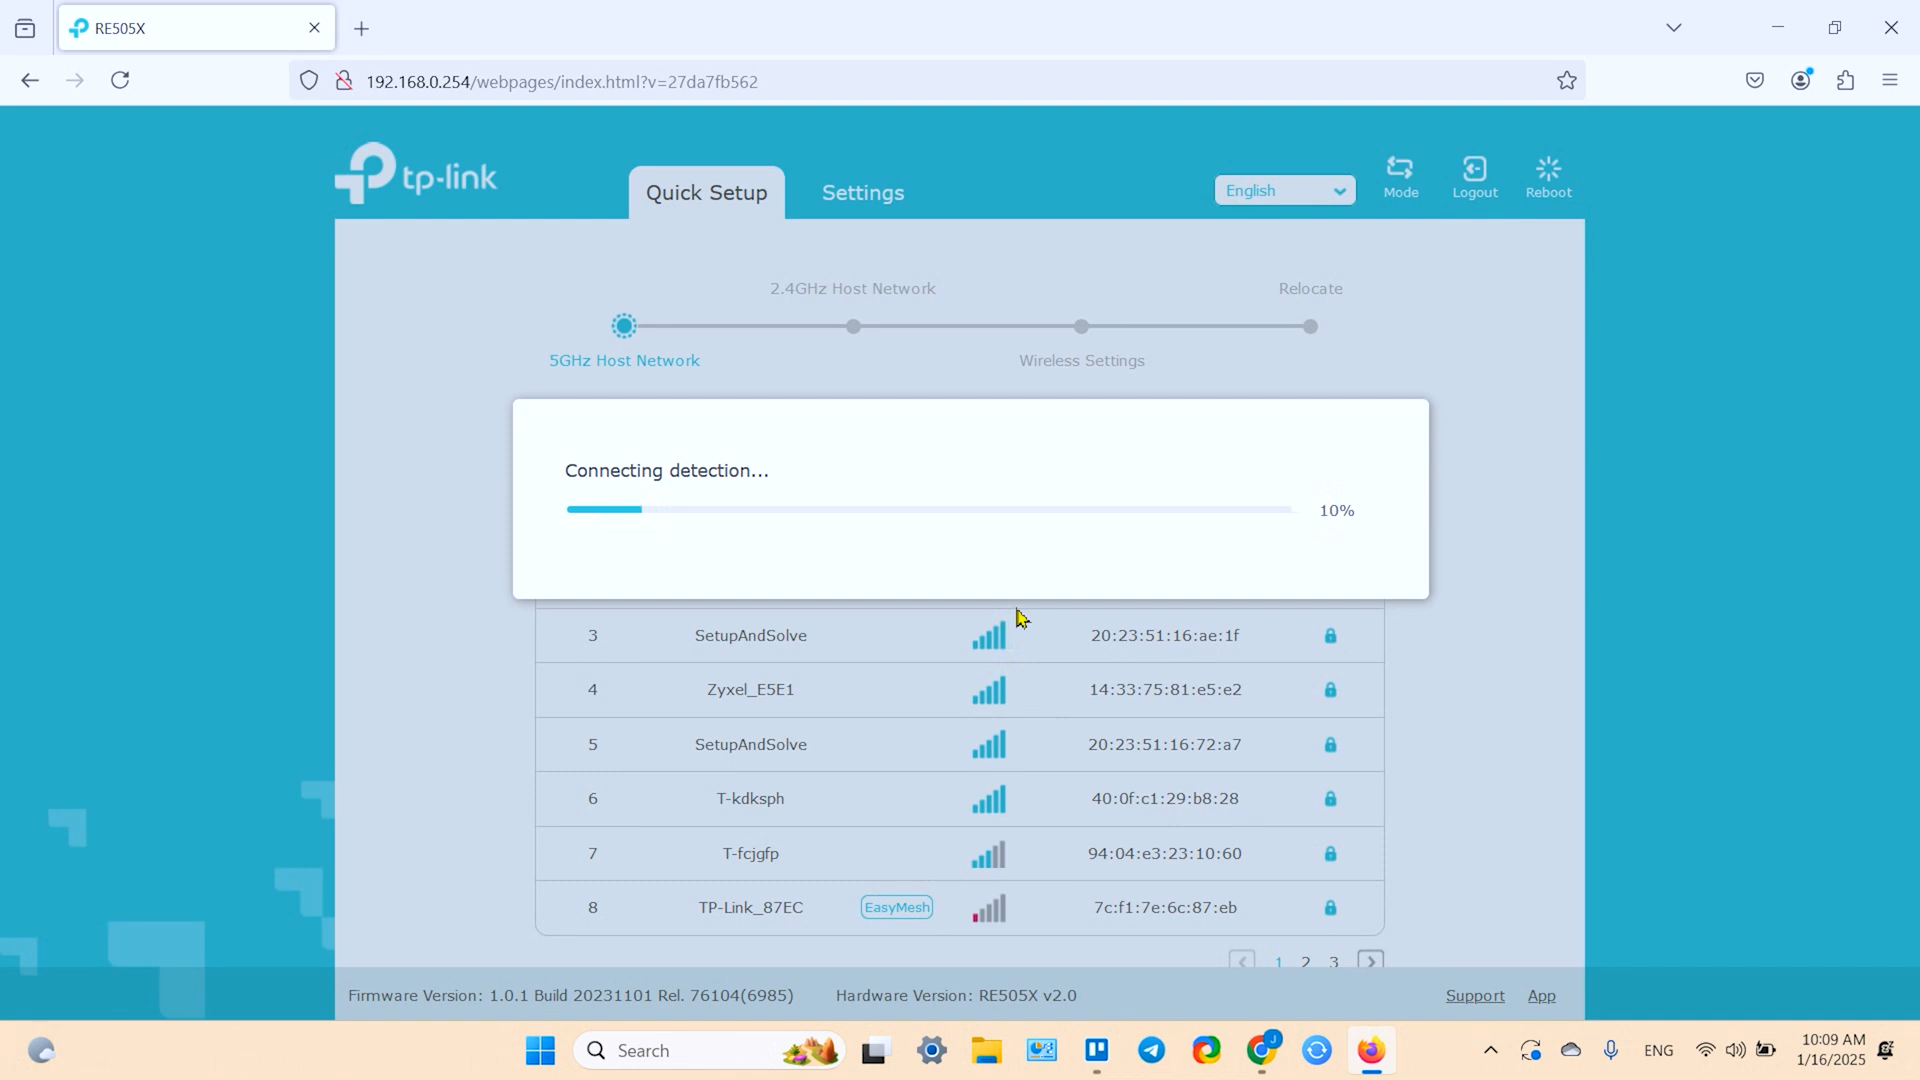 RE505X
192.168.0.254/webpages/index.html?v=27da7fb562
tp-link
Quick Setup
Settings
English
Mode
Logout
Reboot
2.4GHz Host Network
Relocate
5GHz Host Network
Wireless Settings
Connecting detection...
10%
3 SetupAndSolve 20:23:51:16:ae:1f
4 Zyxel_E5E1 14:33:75:81:e5:e2
5 SetupAndSolve 20:23:51:16:72:a7
6 T-kdksph 40:0f:c1:29:b8:28
7 T-fcjgfp 94:04:e3:23:10:60
8 TP-Link_87EC EasyMesh 7c:f1:7e:6c:87:eb
< 1 2 3 >
Firmware Version: 1.0.1 Build 20231101 Rel. 76104(6985) Hardware Version: RE505X v2.0 Support App
Search
J
ENG
10:09 AM
1/16/2025